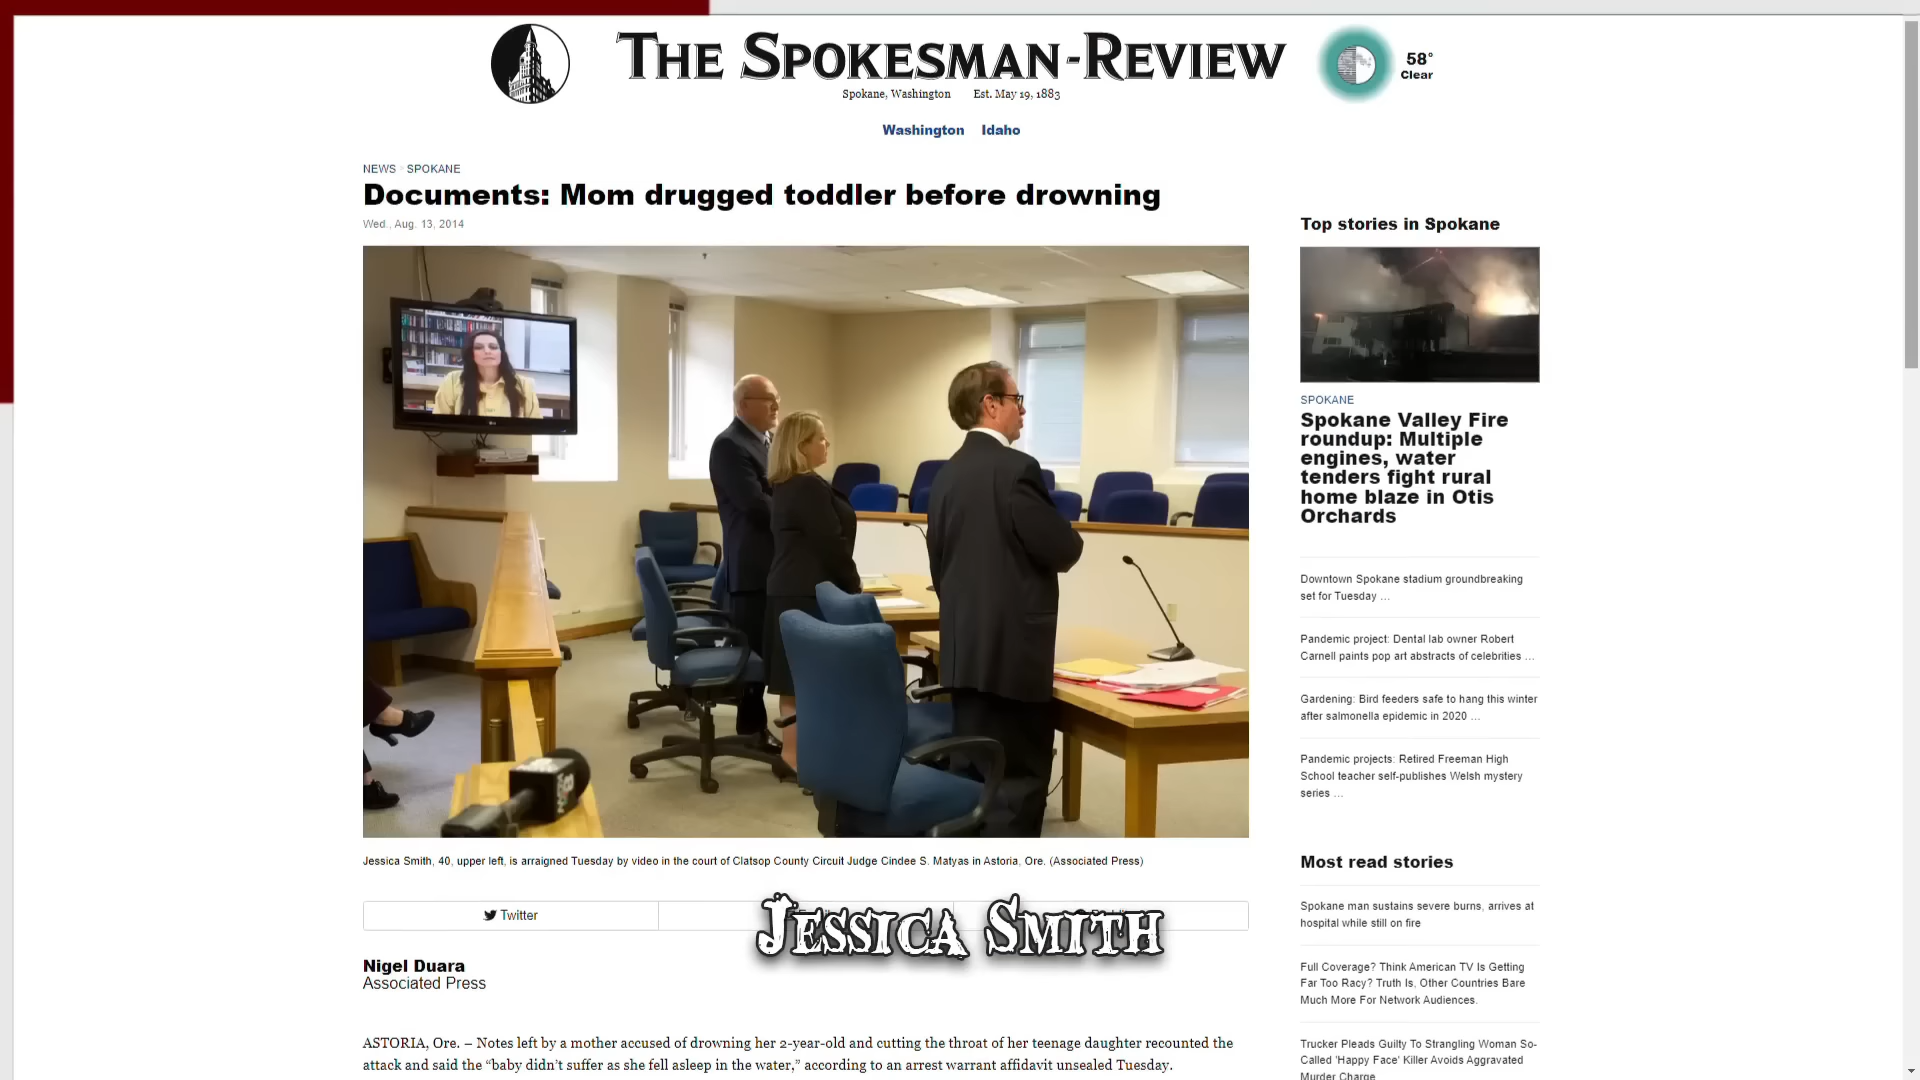 THE SPOKESMAN-REVIEW
Spokane, Washington Est. May 19, 1883
58°
Clear
Washington Idaho
NEWS › SPOKANE
Documents: Mom drugged toddler before drowning
Wed., Aug. 13, 2014
Jessica Smith, 40, upper left, is arraigned Tuesday by video in the court of Clatsop County Circuit Judge Cindee S. Matyas in Astoria, Ore. (Associated Press)
Twitter
JESSICA SMITH
Nigel Duara
Associated Press
ASTORIA, Ore. – Notes left by a mother accused of drowning her 2-year-old and cutting the throat of her teenage daughter recounted the
attack and said the “baby didn’t suffer as she fell asleep in the water,” according to an arrest warrant affidavit unsealed Tuesday.
Top stories in Spokane
SPOKANE
Spokane Valley Fire
roundup: Multiple
engines, water
tenders fight rural
home blaze in Otis
Orchards
Downtown Spokane stadium groundbreaking
set for Tuesday ...
Pandemic project: Dental lab owner Robert
Carnell paints pop art abstracts of celebrities ...
Gardening: Bird feeders safe to hang this winter
after salmonella epidemic in 2020 ...
Pandemic projects: Retired Freeman High
School teacher self-publishes Welsh mystery
series ...
Most read stories
Spokane man sustains severe burns, arrives at
hospital while still on fire
Full Coverage? Think American TV Is Getting
Far Too Racy? Truth Is, Other Countries Bare
Much More For Network Audiences.
Trucker Pleads Guilty To Strangling Woman So-
Called 'Happy Face' Killer Avoids Aggravated
Murder Charge